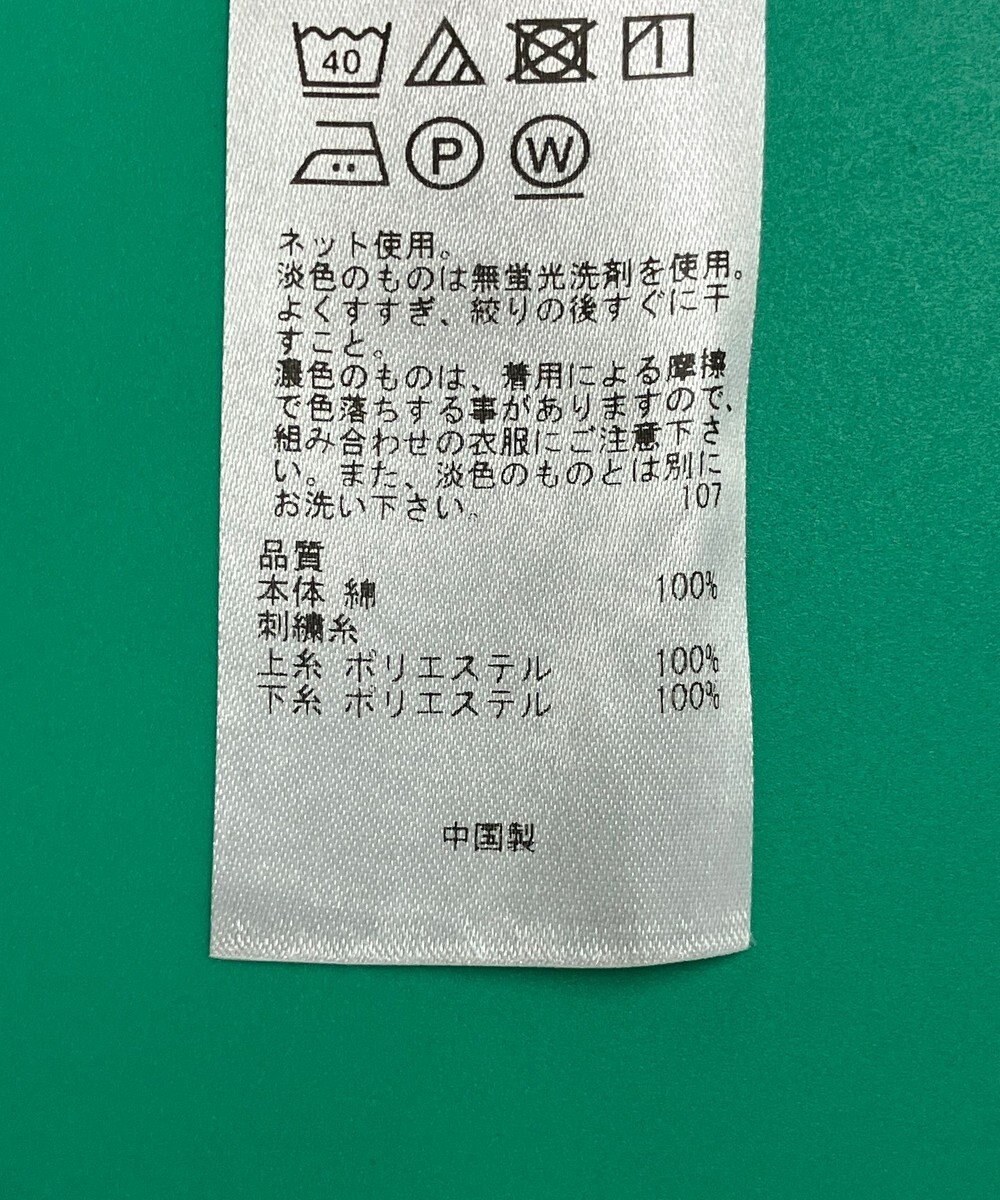 40
P W
ネット使用。
淡色のものは無蛍光洗剤を使用。
よくすすぎ、絞りの後すぐに干
すこと。
濃色のものは、着用による摩擦
で色落ちする事がありますので、
組み合わせの衣服にご注意下さ
い。また、淡色のものとは別に
お洗い下さい。 107
品質
本体 綿 100%
刺繍糸
上糸 ポリエステル 100%
下糸 ポリエステル 100%
中国製